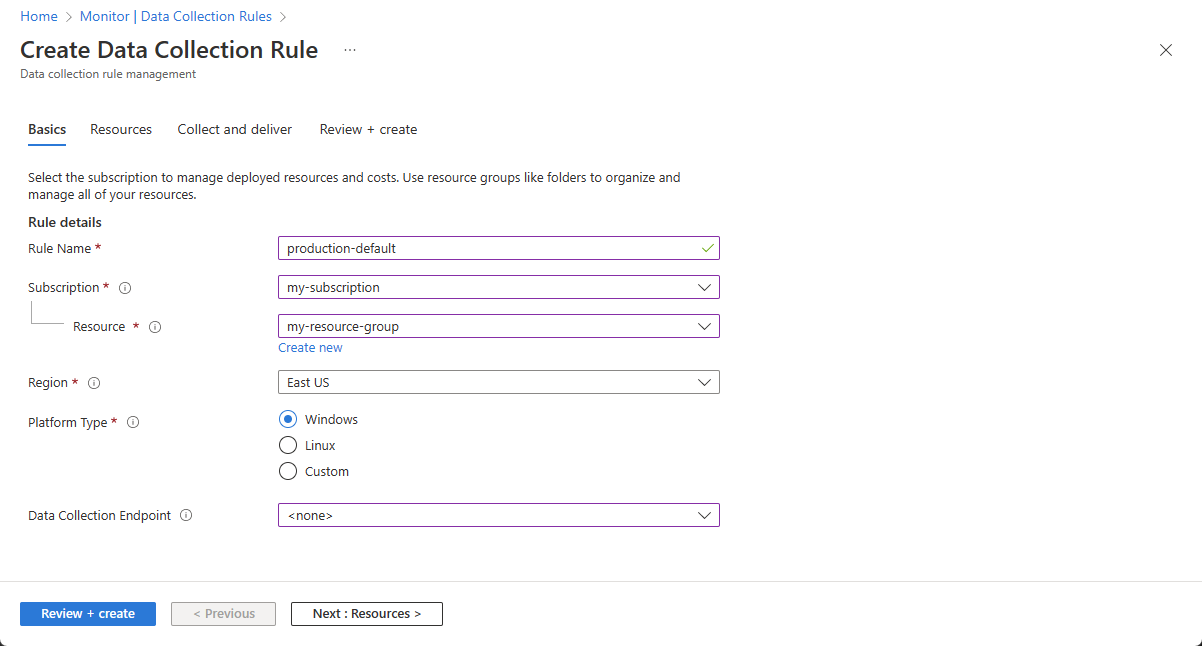 Home > Monitor | Data Collection Rules >
Create Data Collection Rule ...
Data collection rule management
Basics Resources Collect and deliver Review + create
Select the subscription to manage deployed resources and costs. Use resource groups like folders to organize and
manage all of your resources.
Rule details
Rule Name * production-default
Subscription * my-subscription
Resource * my-resource-group
Create new
Region * East US
Platform Type * Windows
Linux
Custom
Data Collection Endpoint <none>
Review + create < Previous Next : Resources >